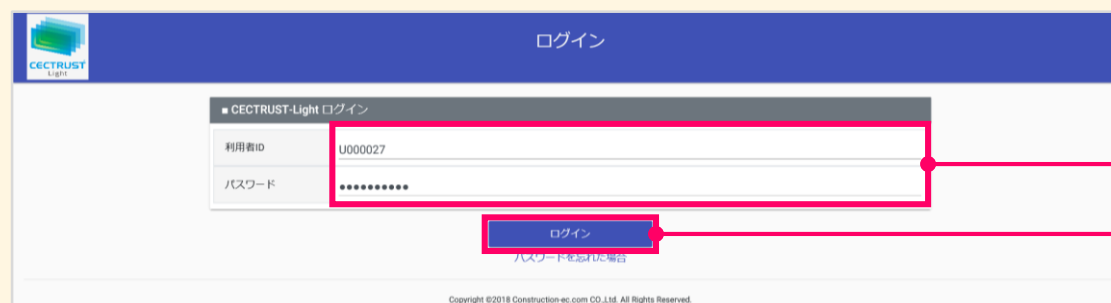 CECTRUST
Light
ログイン
■ CECTRUST-Light ログイン
利用者ID
U000027
パスワード
••••••••••
ログイン
パスワードを忘れた場合
Copyright ©2018 Construction-ec.com CO.,Ltd. All Rights Reserved.